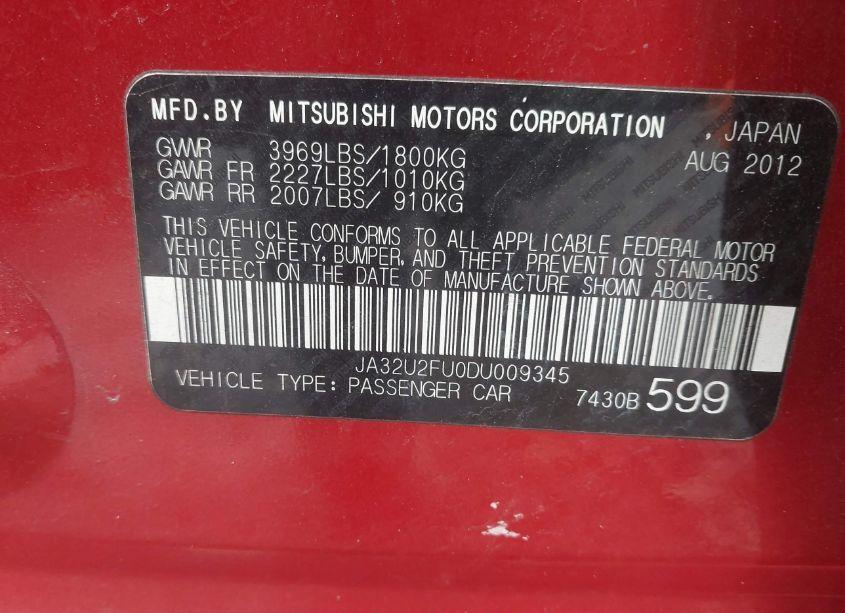 MFD.BY MITSUBISHI MOTORS CORPORATION , JAPAN
GVWR 3969LBS/1800KG AUG 2012
GAWR FR 2227LBS/1010KG
GAWR RR 2007LBS/ 910KG
THIS VEHICLE CONFORMS TO ALL APPLICABLE FEDERAL MOTOR
VEHICLE SAFETY, BUMPER, AND THEFT PREVENTION STANDARDS
IN EFFECT ON THE DATE OF MANUFACTURE SHOWN ABOVE.
JA32U2FU0DU009345
VEHICLE TYPE: PASSENGER CAR 7430B 599